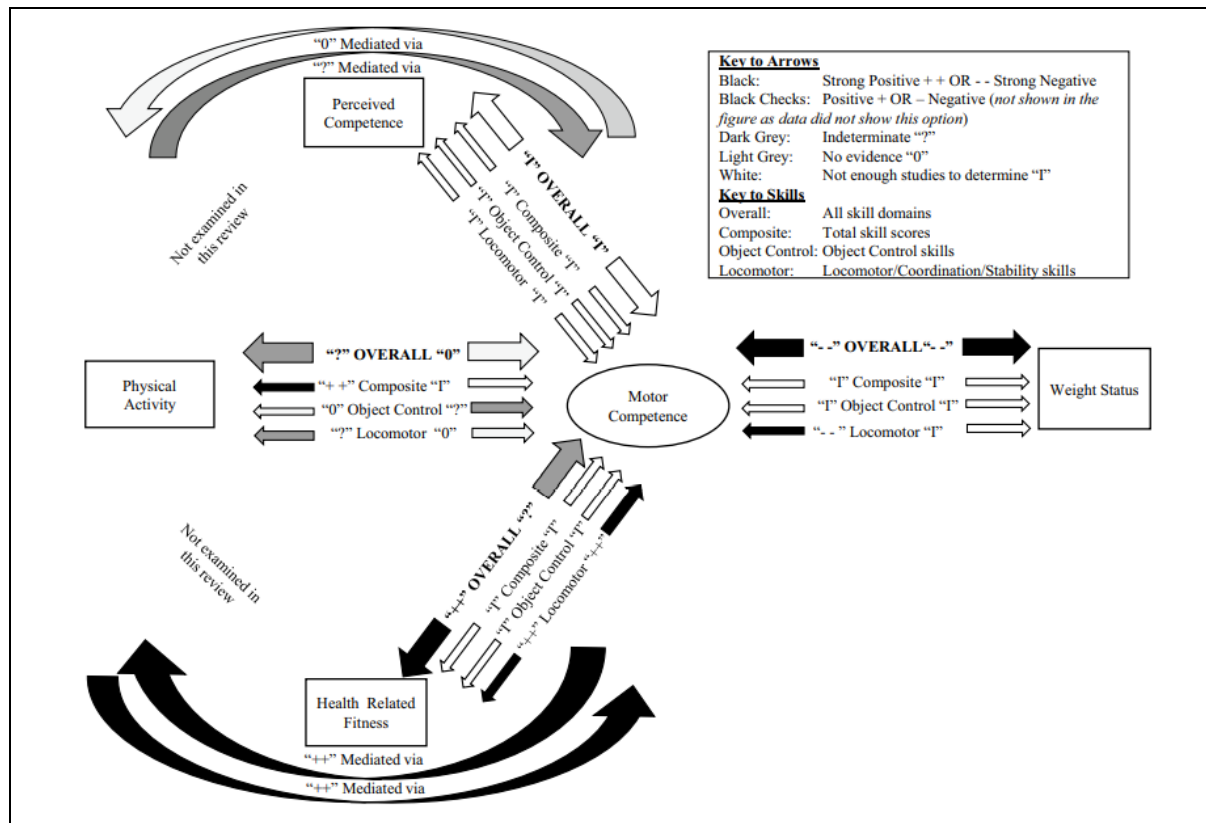 “0” Mediated via
“?” Mediated via
Perceived
Competence
Key to Arrows
Black: Strong Positive + + OR - - Strong Negative
Black Checks: Positive + OR – Negative (not shown in the
figure as data did not show this option)
Dark Grey: Indeterminate “?”
Light Grey: No evidence “0”
White: Not enough studies to determine “I”
Key to Skills
Overall: All skill domains
Composite: Total skill scores
Object Control: Object Control skills
Locomotor: Locomotor/Coordination/Stability skills
Not examined in
this review
“I” OVERALL “I”
“I” Composite “I”
“I” Object Control “I”
“I” Locomotor “I”
Physical
Activity
“?” OVERALL “0”
“+ +” Composite “I”
“0” Object Control “?”
“?” Locomotor “0”
Motor
Competence
“- -” OVERALL“- -”
“I” Composite “I”
“I” Object Control “I”
“- -” Locomotor “I”
Weight Status
Not examined in
this review
“++” OVERALL “?”
“I” Composite “I”
“I” Object Control “I”
“++” Locomotor “++”
Health Related
Fitness
“++” Mediated via
“++” Mediated via